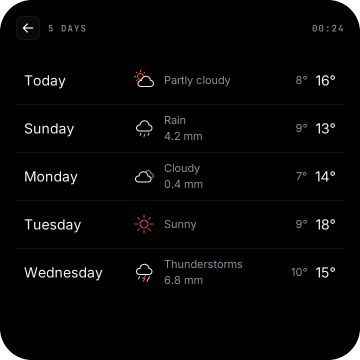 5 DAYS 00:24
Today Partly cloudy 8° 16°
Sunday Rain 4.2 mm 9° 13°
Monday Cloudy 0.4 mm 7° 14°
Tuesday Sunny 9° 18°
Wednesday Thunderstorms 6.8 mm 10° 15°